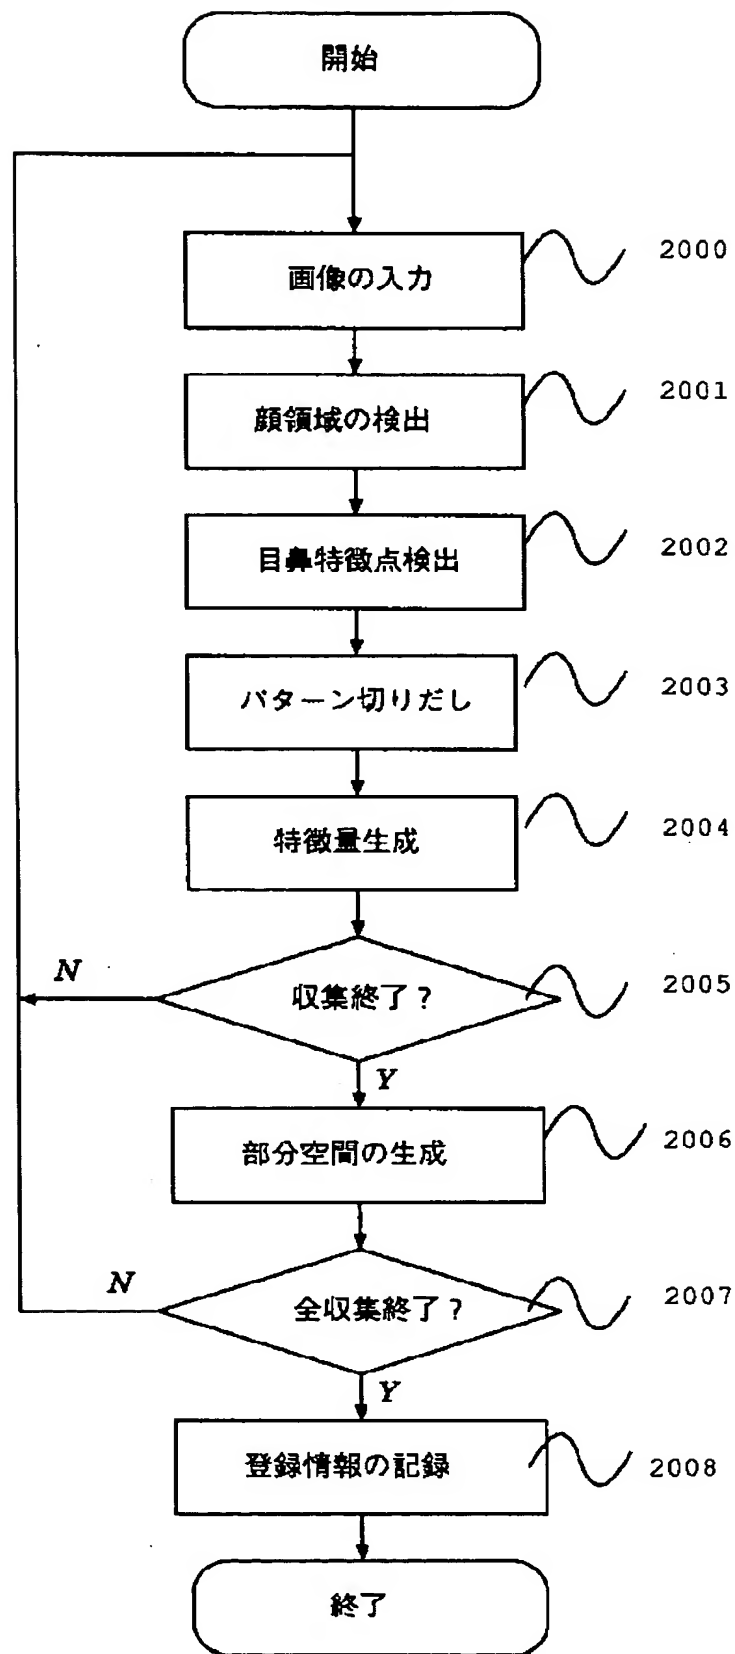 開始
画像の入力
2000
顔領域の検出
2001
目鼻特徴点検出
2002
パターン切りだし
2003
特徴量生成
2004
収集終了？
2005
N
Y
部分空間の生成
2006
全収集終了？
2007
N
Y
登録情報の記録
2008
終了